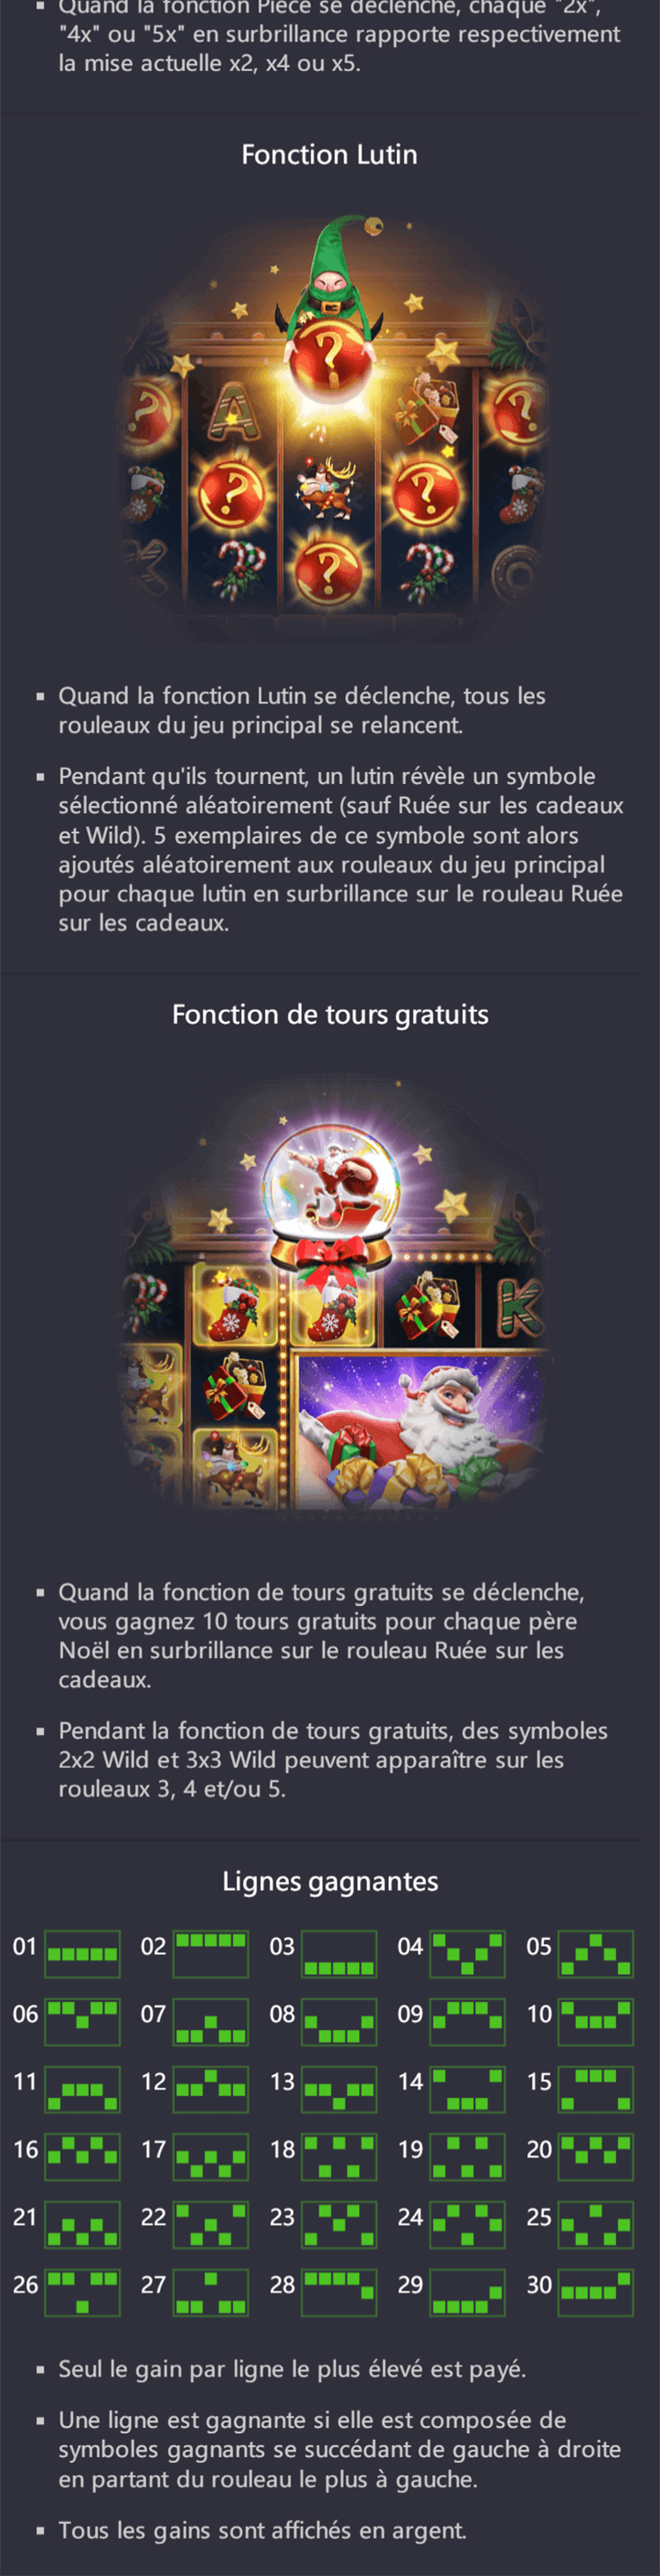 Quand la fonction Pièce se déclenche, chaque "2x",
"4x" ou "5x" en surbrillance rapporte respectivement
la mise actuelle x2, x4 ou x5.
Fonction Lutin
?
? A ?
? ?
K ?
Quand la fonction Lutin se déclenche, tous les
rouleaux du jeu principal se relancent.
Pendant qu'ils tournent, un lutin révèle un symbole
sélectionné aléatoirement (sauf Ruée sur les cadeaux
et Wild). 5 exemplaires de ce symbole sont alors
ajoutés aléatoirement aux rouleaux du jeu principal
pour chaque lutin en surbrillance sur le rouleau Ruée
sur les cadeaux.
Fonction de tours gratuits
K
Quand la fonction de tours gratuits se déclenche,
vous gagnez 10 tours gratuits pour chaque père
Noël en surbrillance sur le rouleau Ruée sur les
cadeaux.
Pendant la fonction de tours gratuits, des symboles
2x2 Wild et 3x3 Wild peuvent apparaître sur les
rouleaux 3, 4 et/ou 5.
Lignes gagnantes
01 02 03 04 05
06 07 08 09 10
11 12 13 14 15
16 17 18 19 20
21 22 23 24 25
26 27 28 29 30
Seul le gain par ligne le plus élevé est payé.
Une ligne est gagnante si elle est composée de
symboles gagnants se succédant de gauche à droite
en partant du rouleau le plus à gauche.
Tous les gains sont affichés en argent.